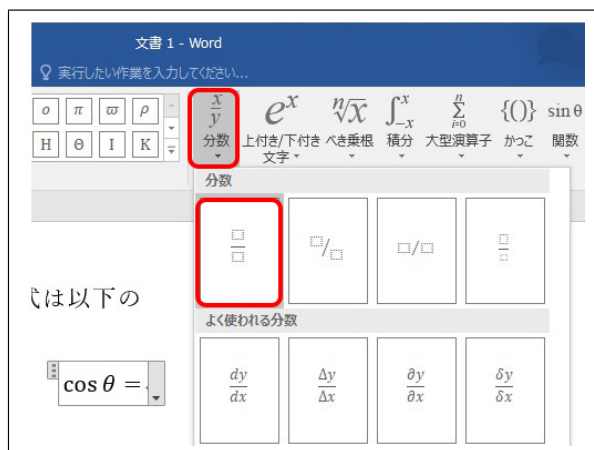 文書 1 - Word
実行したい作業を入力してください...
ο π ϖ ρ
Η Θ Ι Κ
x/y e^x ⁿ√x ∫_{-x}^{x} Σ_{i=0}^{n} {()} sin θ
分数 上付き/下付き文字 べき乗根 積分 大型演算子 かっこ 関数
分数
□/□ □/□ □/□ □/□
式は以下の
よく使われる分数
cos θ =
dy/dx Δy/Δx ∂y/∂x δy/δx